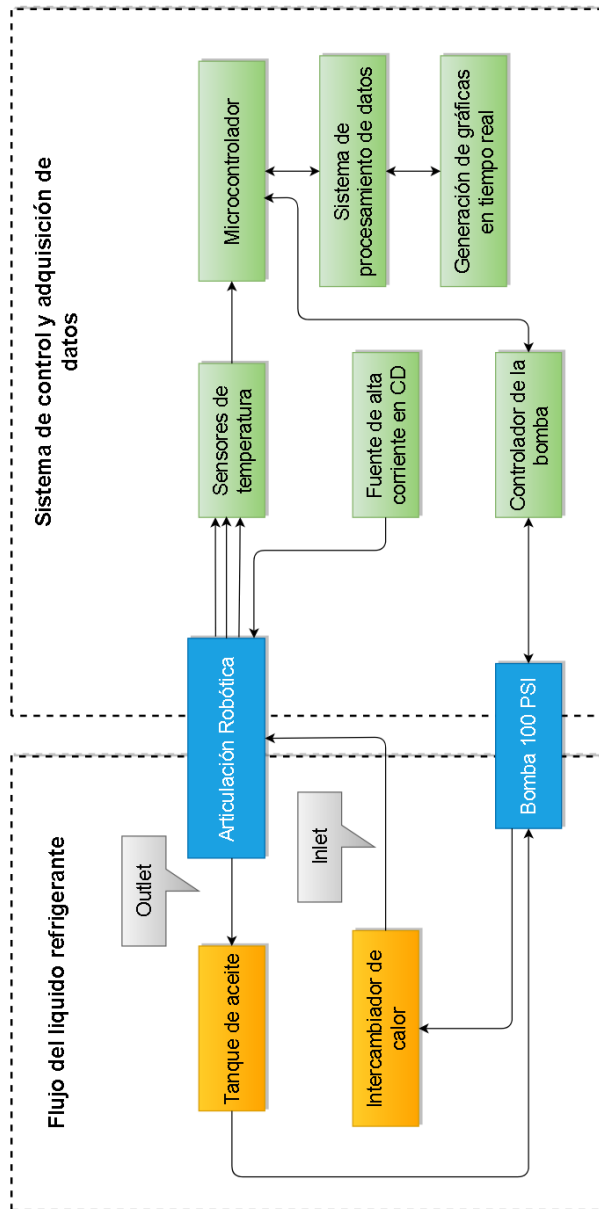 Flujo del liquido refrigerante
Tanque de aceite
Outlet
Intercambiador de
calor
Inlet
Articulación Robótica
Bomba 100 PSI
Sistema de control y adquisición de
datos
Sensores de
temperatura
Microcontrolador
Fuente de alta
corriente en CD
Sistema de
procesamiento de datos
Controlador de la
bomba
Generación de gráficas
en tiempo real